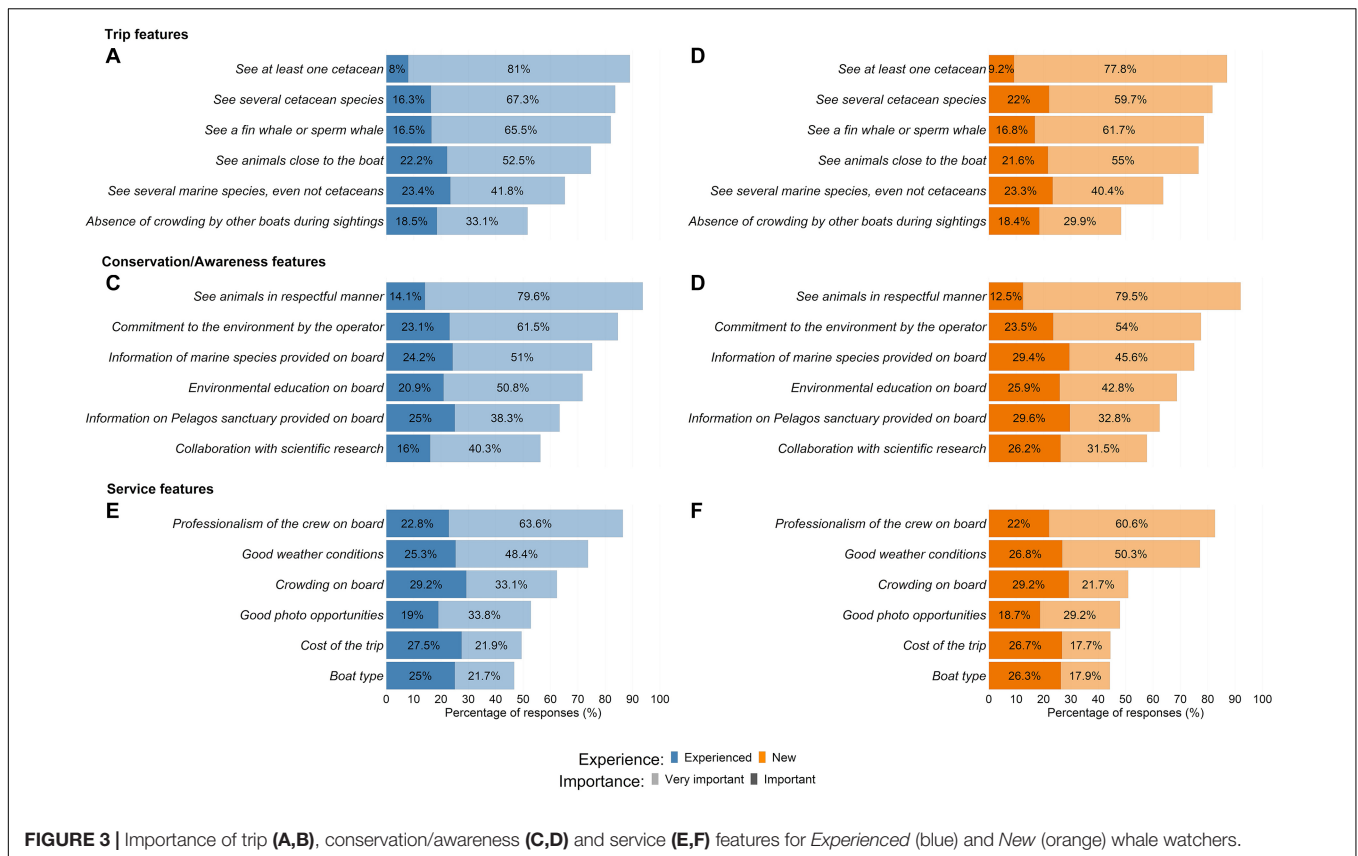 Trip features
A
See at least one cetacean 8% 81%
See several cetacean species 16.3% 67.3%
See a fin whale or sperm whale 16.5% 65.5%
See animals close to the boat 22.2% 52.5%
See several marine species, even not cetaceans 23.4% 41.8%
Absence of crowding by other boats during sightings 18.5% 33.1%
D
See at least one cetacean 9.2% 77.8%
See several cetacean species 22% 59.7%
See a fin whale or sperm whale 16.8% 61.7%
See animals close to the boat 21.6% 55%
See several marine species, even not cetaceans 23.3% 40.4%
Absence of crowding by other boats during sightings 18.4% 29.9%
Conservation/Awareness features
C
See animals in respectful manner 14.1% 79.6%
Commitment to the environment by the operator 23.1% 61.5%
Information of marine species provided on board 24.2% 51%
Environmental education on board 20.9% 50.8%
Information on Pelagos sanctuary provided on board 25% 38.3%
Collaboration with scientific research 16% 40.3%
D
See animals in respectful manner 12.5% 79.5%
Commitment to the environment by the operator 23.5% 54%
Information of marine species provided on board 29.4% 45.6%
Environmental education on board 25.9% 42.8%
Information on Pelagos sanctuary provided on board 29.6% 32.8%
Collaboration with scientific research 26.2% 31.5%
Service features
E
Professionalism of the crew on board 22.8% 63.6%
Good weather conditions 25.3% 48.4%
Crowding on board 29.2% 33.1%
Good photo opportunities 19% 33.8%
Cost of the trip 27.5% 21.9%
Boat type 25% 21.7%
0 10 20 30 40 50 60 70 80 90 100
Percentage of responses (%)
F
Professionalism of the crew on board 22% 60.6%
Good weather conditions 26.8% 50.3%
Crowding on board 29.2% 21.7%
Good photo opportunities 18.7% 29.2%
Cost of the trip 26.7% 17.7%
Boat type 26.3% 17.9%
0 10 20 30 40 50 60 70 80 90 100
Percentage of responses (%)
Experience: Experienced New
Importance: Very important Important
FIGURE 3 | Importance of trip (A,B), conservation/awareness (C,D) and service (E,F) features for Experienced (blue) and New (orange) whale watchers.